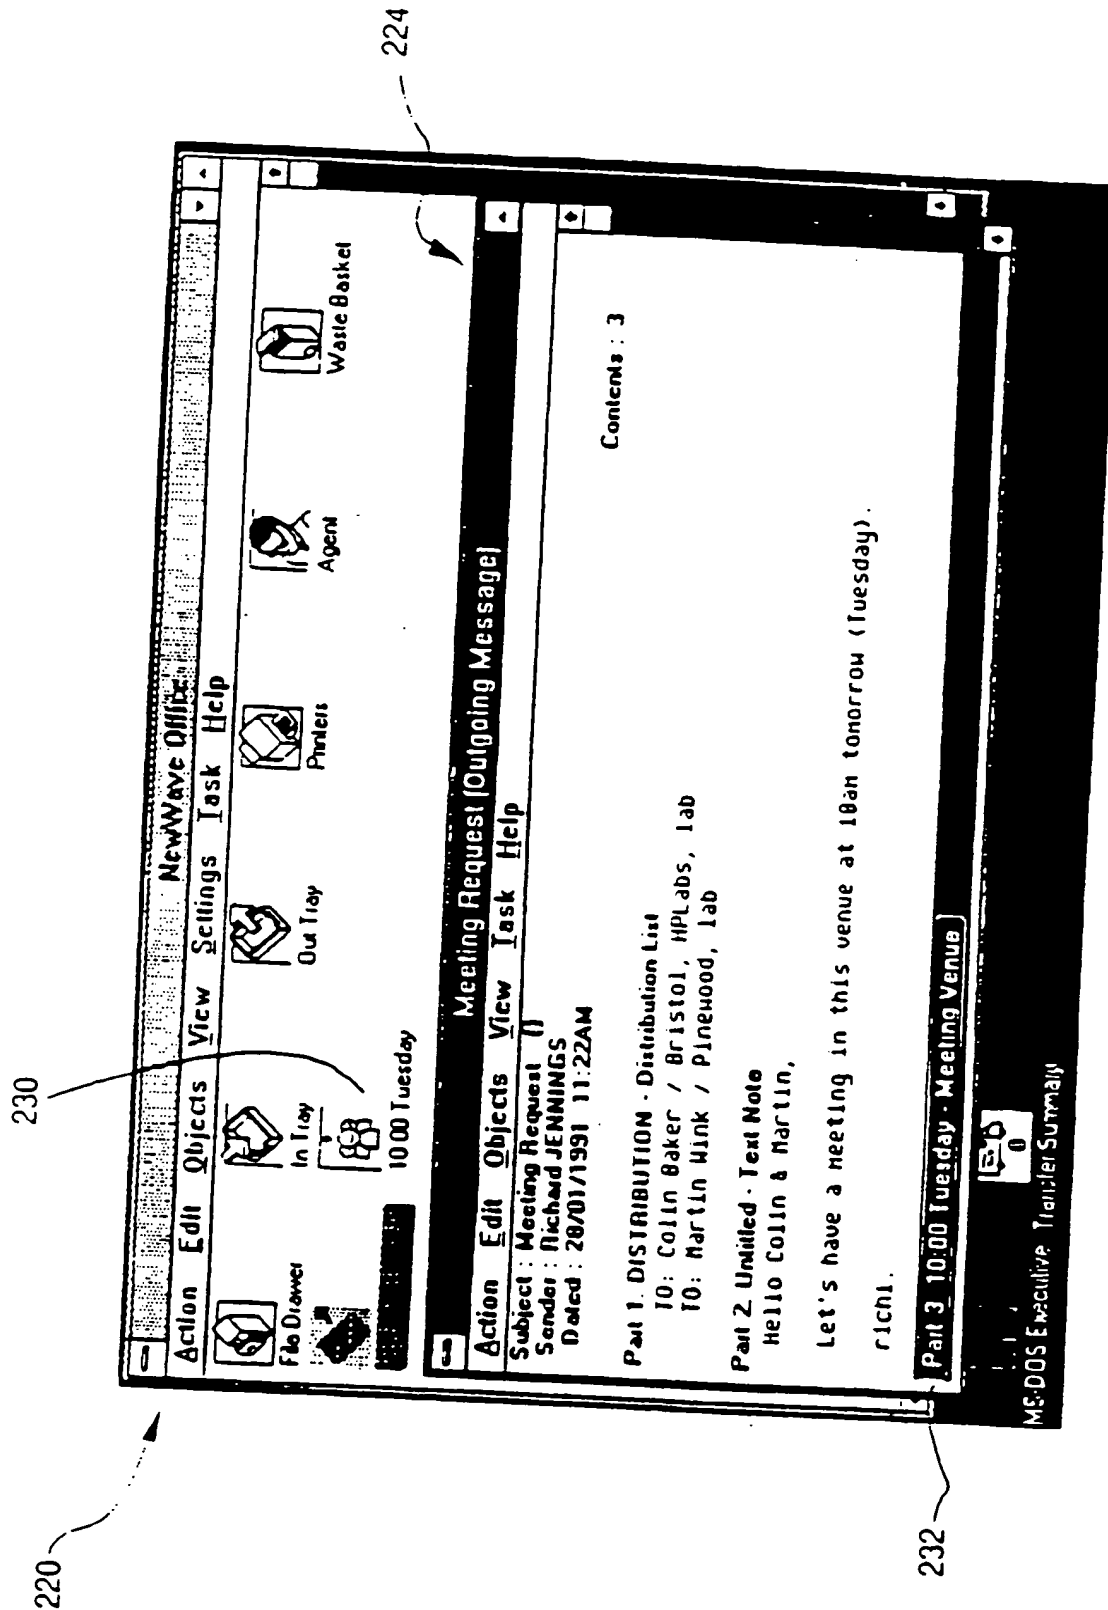 220
230
224
NewWave Office
Action Edit Objects View Settings Task Help
File Drawer
In Tray
Out Tray
Printers
Agent
Waste Basket
10:00 Tuesday
Meeting Request [Outgoing Message]
Action Edit Objects View Task Help
Subject : Meeting Request ()
Sender : Richard JENNINGS
Dated : 28/01/1991 11:22AM
Contents : 3
Part 1. DISTRIBUTION - Distribution List
TO: Colin Baker / Bristol, HPLabs, lab
TO: Martin Wink / Pinewood, lab
Part 2. Untitled - Text Note
Hello Colin & Martin,
Let's have a meeting in this venue at 10am tomorrow (Tuesday).
richi.
Part 3 10:00 Tuesday - Meeting Venue
232
0
MS-DOS Executive Transfer Summary